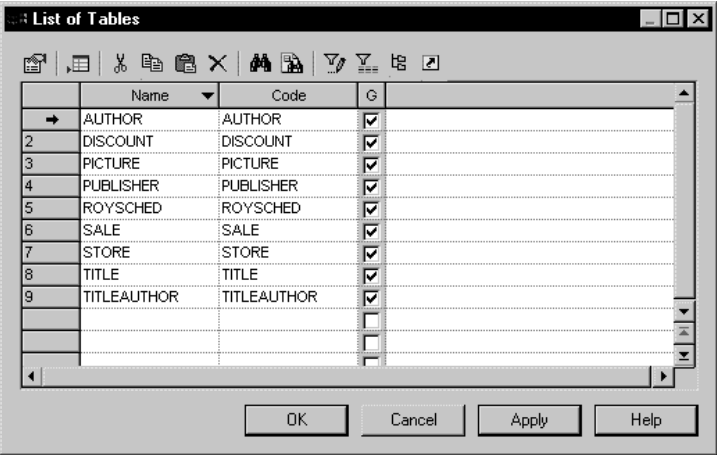 List of Tables
Name Code G
AUTHOR AUTHOR
2 DISCOUNT DISCOUNT
3 PICTURE PICTURE
4 PUBLISHER PUBLISHER
5 ROYSCHED ROYSCHED
6 SALE SALE
7 STORE STORE
8 TITLE TITLE
9 TITLEAUTHOR TITLEAUTHOR
OK Cancel Apply Help